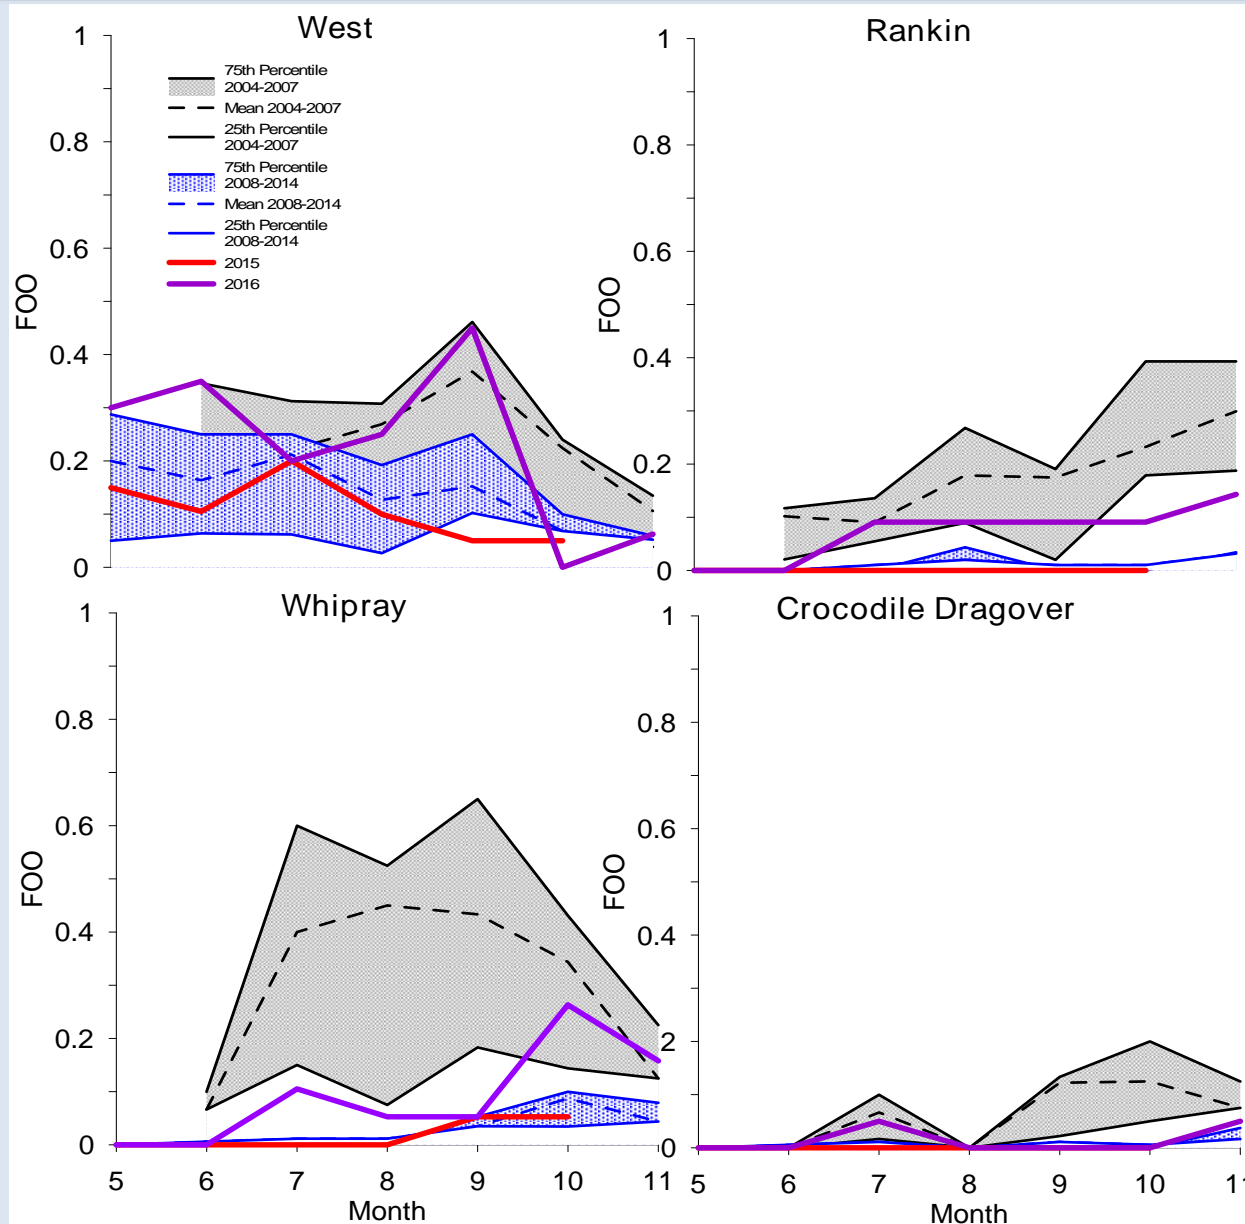 West
1
0.8
0.6
0.4
0.2
0
FOO
75th Percentile
2004-2007
Mean 2004-2007
25th Percentile
2004-2007
75th Percentile
2008-2014
Mean 2008-2014
25th Percentile
2008-2014
2015
2016
Rankin
1
0.8
0.6
0.4
0.2
0
FOO
Whipray
1
0.8
0.6
0.4
0.2
0
FOO
5 6 7 8 9 10 11
Month
Crocodile Dragover
1
0.8
0.6
0.4
2
0
FOO
5 6 7 8 9 10 11
Month